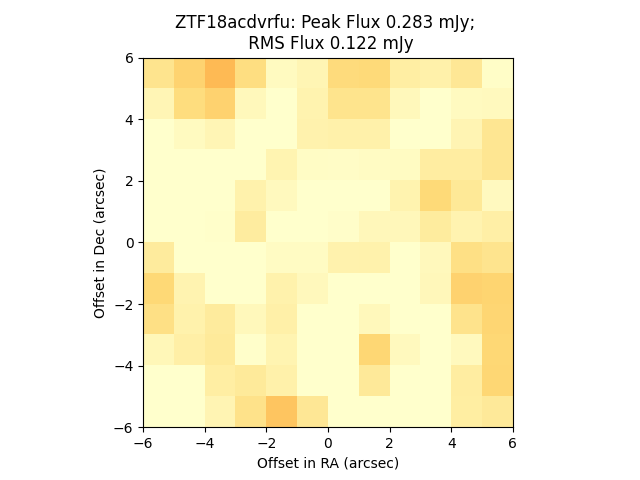 ZTF18acdvrfu: Peak Flux 0.283 mJy;
RMS Flux 0.122 mJy
6
4
2
0
−2
−4
−6
Offset in Dec (arcsec)
−6 −4 −2 0 2 4 6
Offset in RA (arcsec)